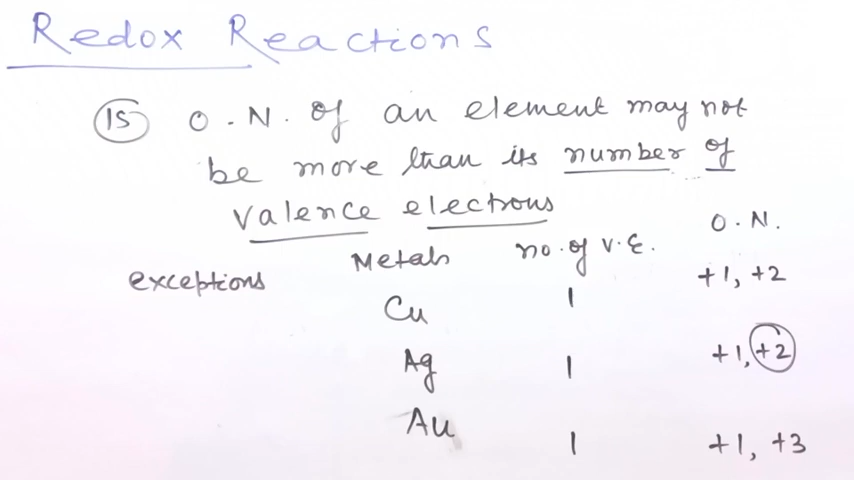 Redox Reactions
15 O.N. of an element may not
be more than its number of
valence electrons
exceptions Metals no. of V.E. O.N.
Cu 1 +1, +2
Ag 1 +1, +2
Au 1 +1, +3